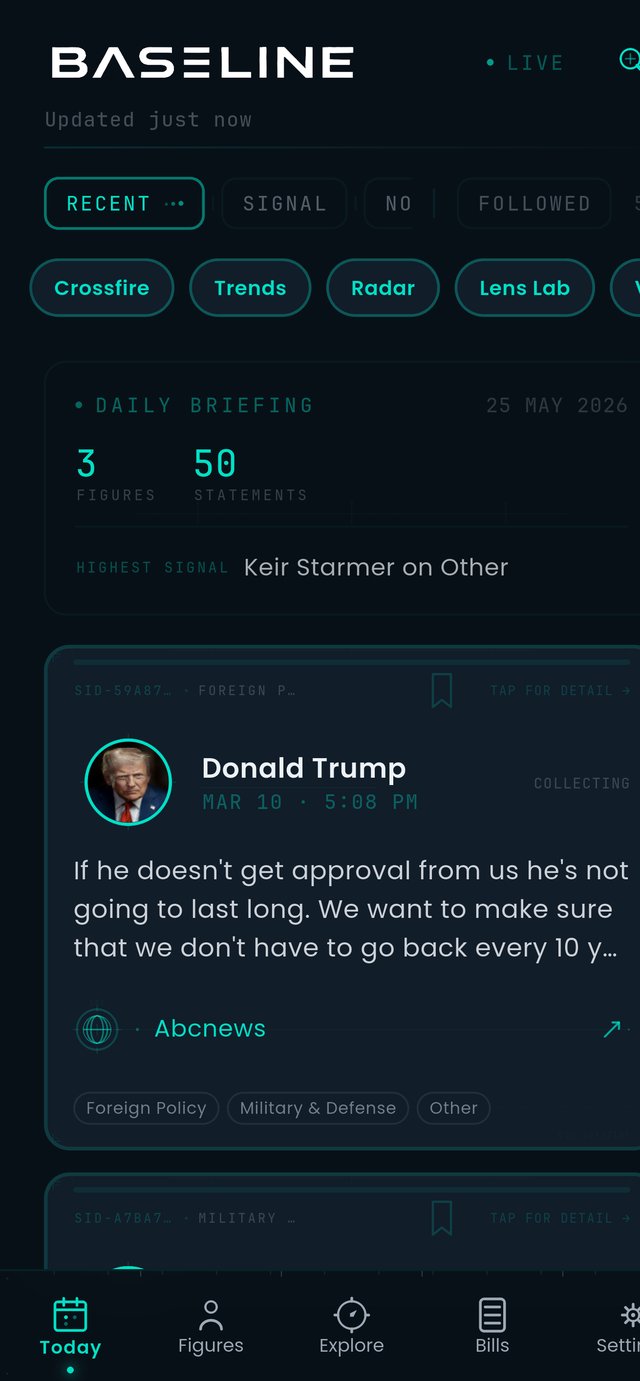 BASELINE
• LIVE
Updated just now
RECENT
SIGNAL
NO
FOLLOWED
Crossfire
Trends
Radar
Lens Lab
• DAILY BRIEFING
25 MAY 2026
3
50
FIGURES
STATEMENTS
HIGHEST SIGNAL Keir Starmer on Other
SID-59A87… · FOREIGN P…
TAP FOR DETAIL →
Donald Trump
COLLECTING
MAR 10 · 5:08 PM
If he doesn't get approval from us he's not
going to last long. We want to make sure
that we don't have to go back every 10 y…
· Abcnews
Foreign Policy
Military & Defense
Other
SID-A7BA7… · MILITARY …
TAP FOR DETAIL →
Today
Figures
Explore
Bills
Settin